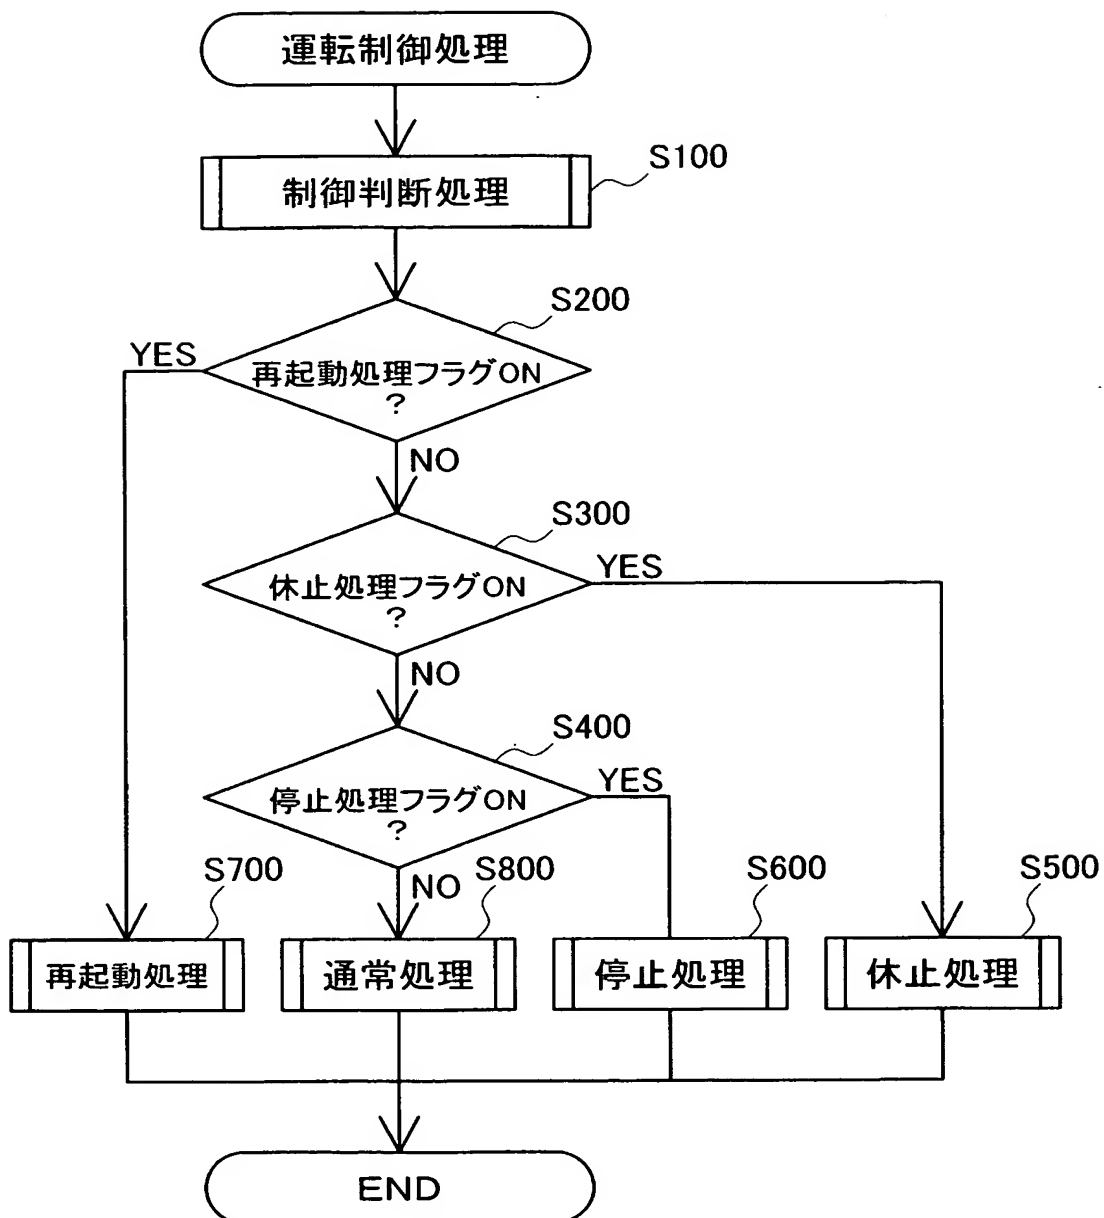 運転制御処理
S100
制御判断処理
S200
YES
再起動処理フラグON
?
NO
S300
YES
休止処理フラグON
?
NO
S400
YES
停止処理フラグON
?
NO
S700
S800
S600
S500
再起動処理
通常処理
停止処理
休止処理
END